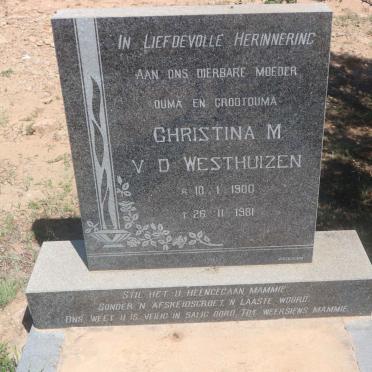 IN LIEFDEVOLLE HERINNERING
AAN ONS DIERBARE MOEDER
OUMA EN GROOTOUMA
CHRISTINA M
V D WESTHUIZEN
* 10 · 1 · 1900
† 26 · 11 · 1981
STIL HET U HEENGEGAAN MAMMIE
SONDER 'N AFSKEIDSGROET, 'N LAASTE WOORD.
ONS WEET U IS VEILIG IN SALIG OORD, TOT WEERSIENS MAMMIE.